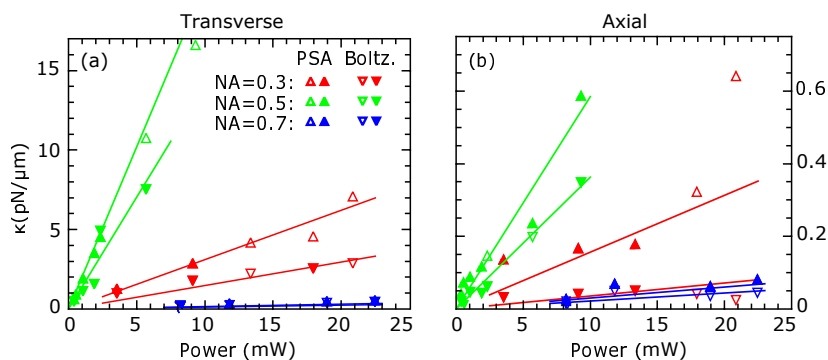 Transverse
Axial
(a)
PSA Boltz.
NA=0.3:
NA=0.5:
NA=0.7:
(b)
κ(pN/μm)
15
10
5
0
0.6
0.4
0.2
0
0 5 10 15 20 25
0 5 10 15 20 25
Power (mW)
Power (mW)